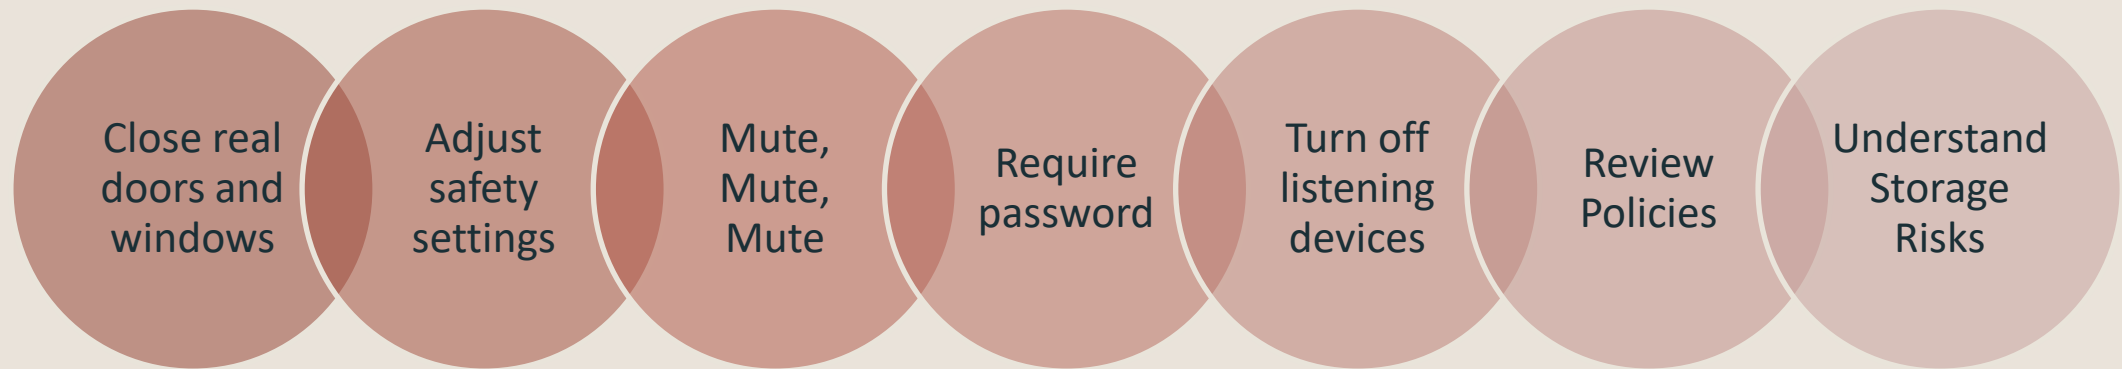 Close real
doors and
windows
Adjust
safety
settings
Mute,
Mute,
Mute
Require
password
Turn off
listening
devices
Review
Policies
Understand
Storage
Risks